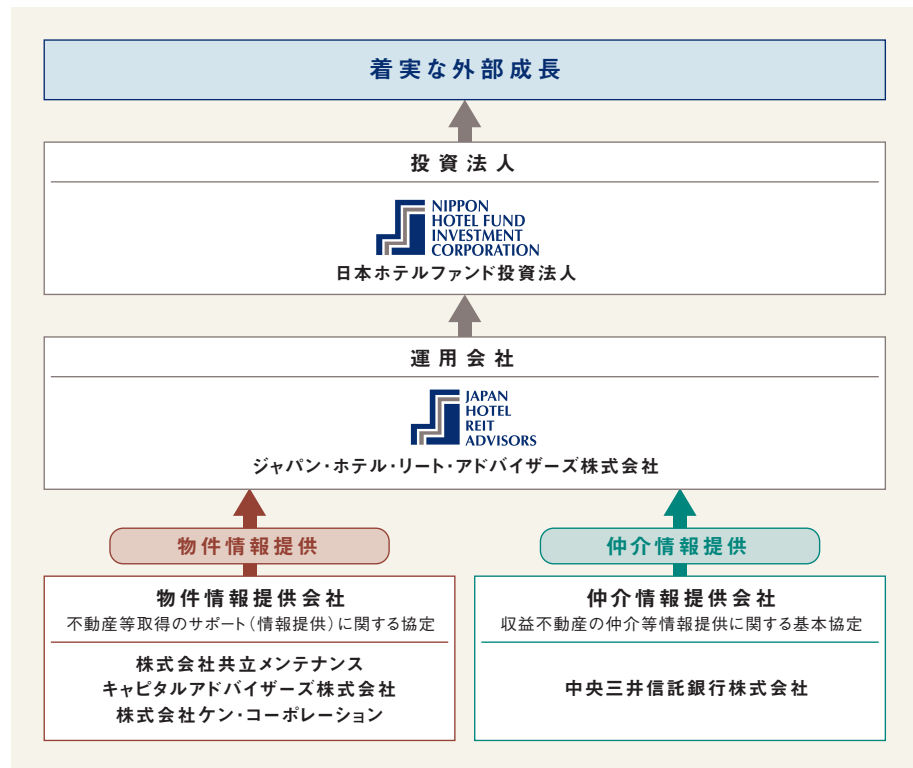 着実な外部成長
投資法人
NIPPON
HOTEL FUND
INVESTMENT
CORPORATION
日本ホテルファンド投資法人
運用会社
JAPAN
HOTEL
REIT
ADVISORS
ジャパン・ホテル・リート・アドバイザーズ株式会社
物件情報提供
仲介情報提供
物件情報提供会社
不動産等取得のサポート(情報提供)に関する協定
株式会社共立メンテナンス
キャピタルアドバイザーズ株式会社
株式会社ケン・コーポレーション
仲介情報提供会社
収益不動産の仲介等情報提供に関する基本協定
中央三井信託銀行株式会社